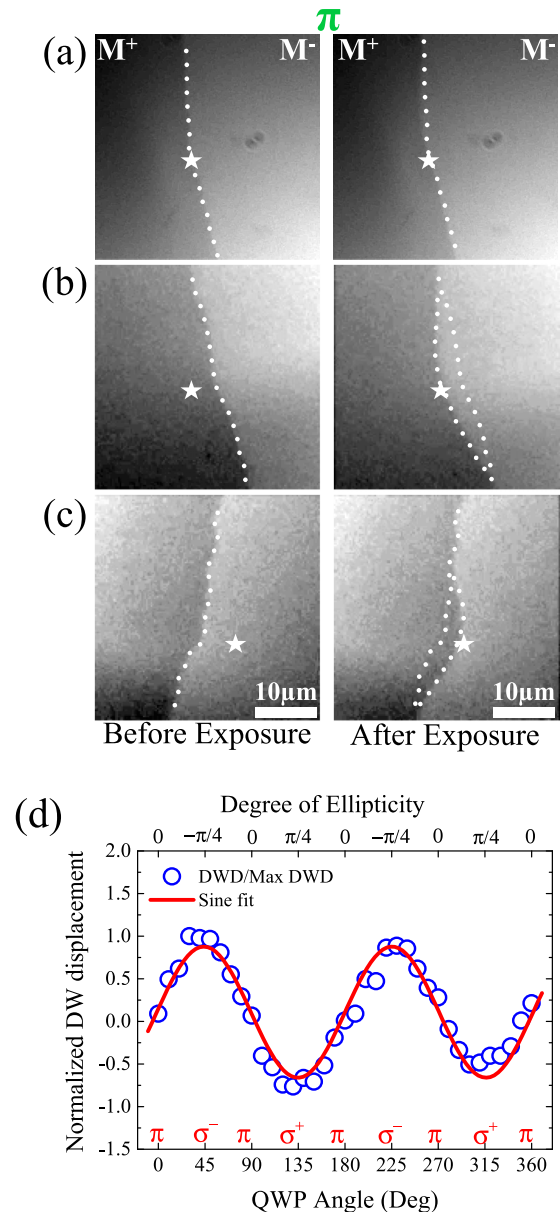 π
(a)
M⁺ M⁻ M⁻
(b)
(c)
10μm 10μm
Before Exposure After Exposure
(d)
Degree of Ellipticity
0 −π/4 0 π/4 0 −π/4 0 π/4 0
Normalized DW displacement
2.0
1.5
1.0
0.5
0.0
-0.5
-1.0
-1.5
DWD/Max DWD
Sine fit
π σ⁻ π σ⁺ π σ⁻ π σ⁺ π
0 45 90 135 180 225 270 315 360
QWP Angle (Deg)